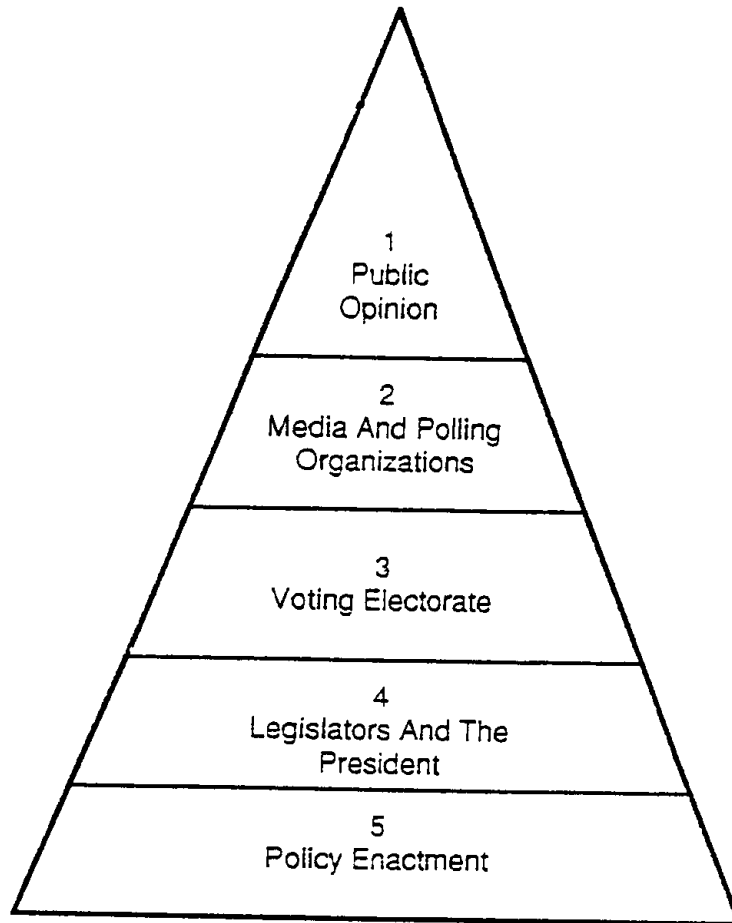 1
Public
Opinion
2
Media And Polling
Organizations
3
Voting Electorate
4
Legislators And The
President
5
Policy Enactment